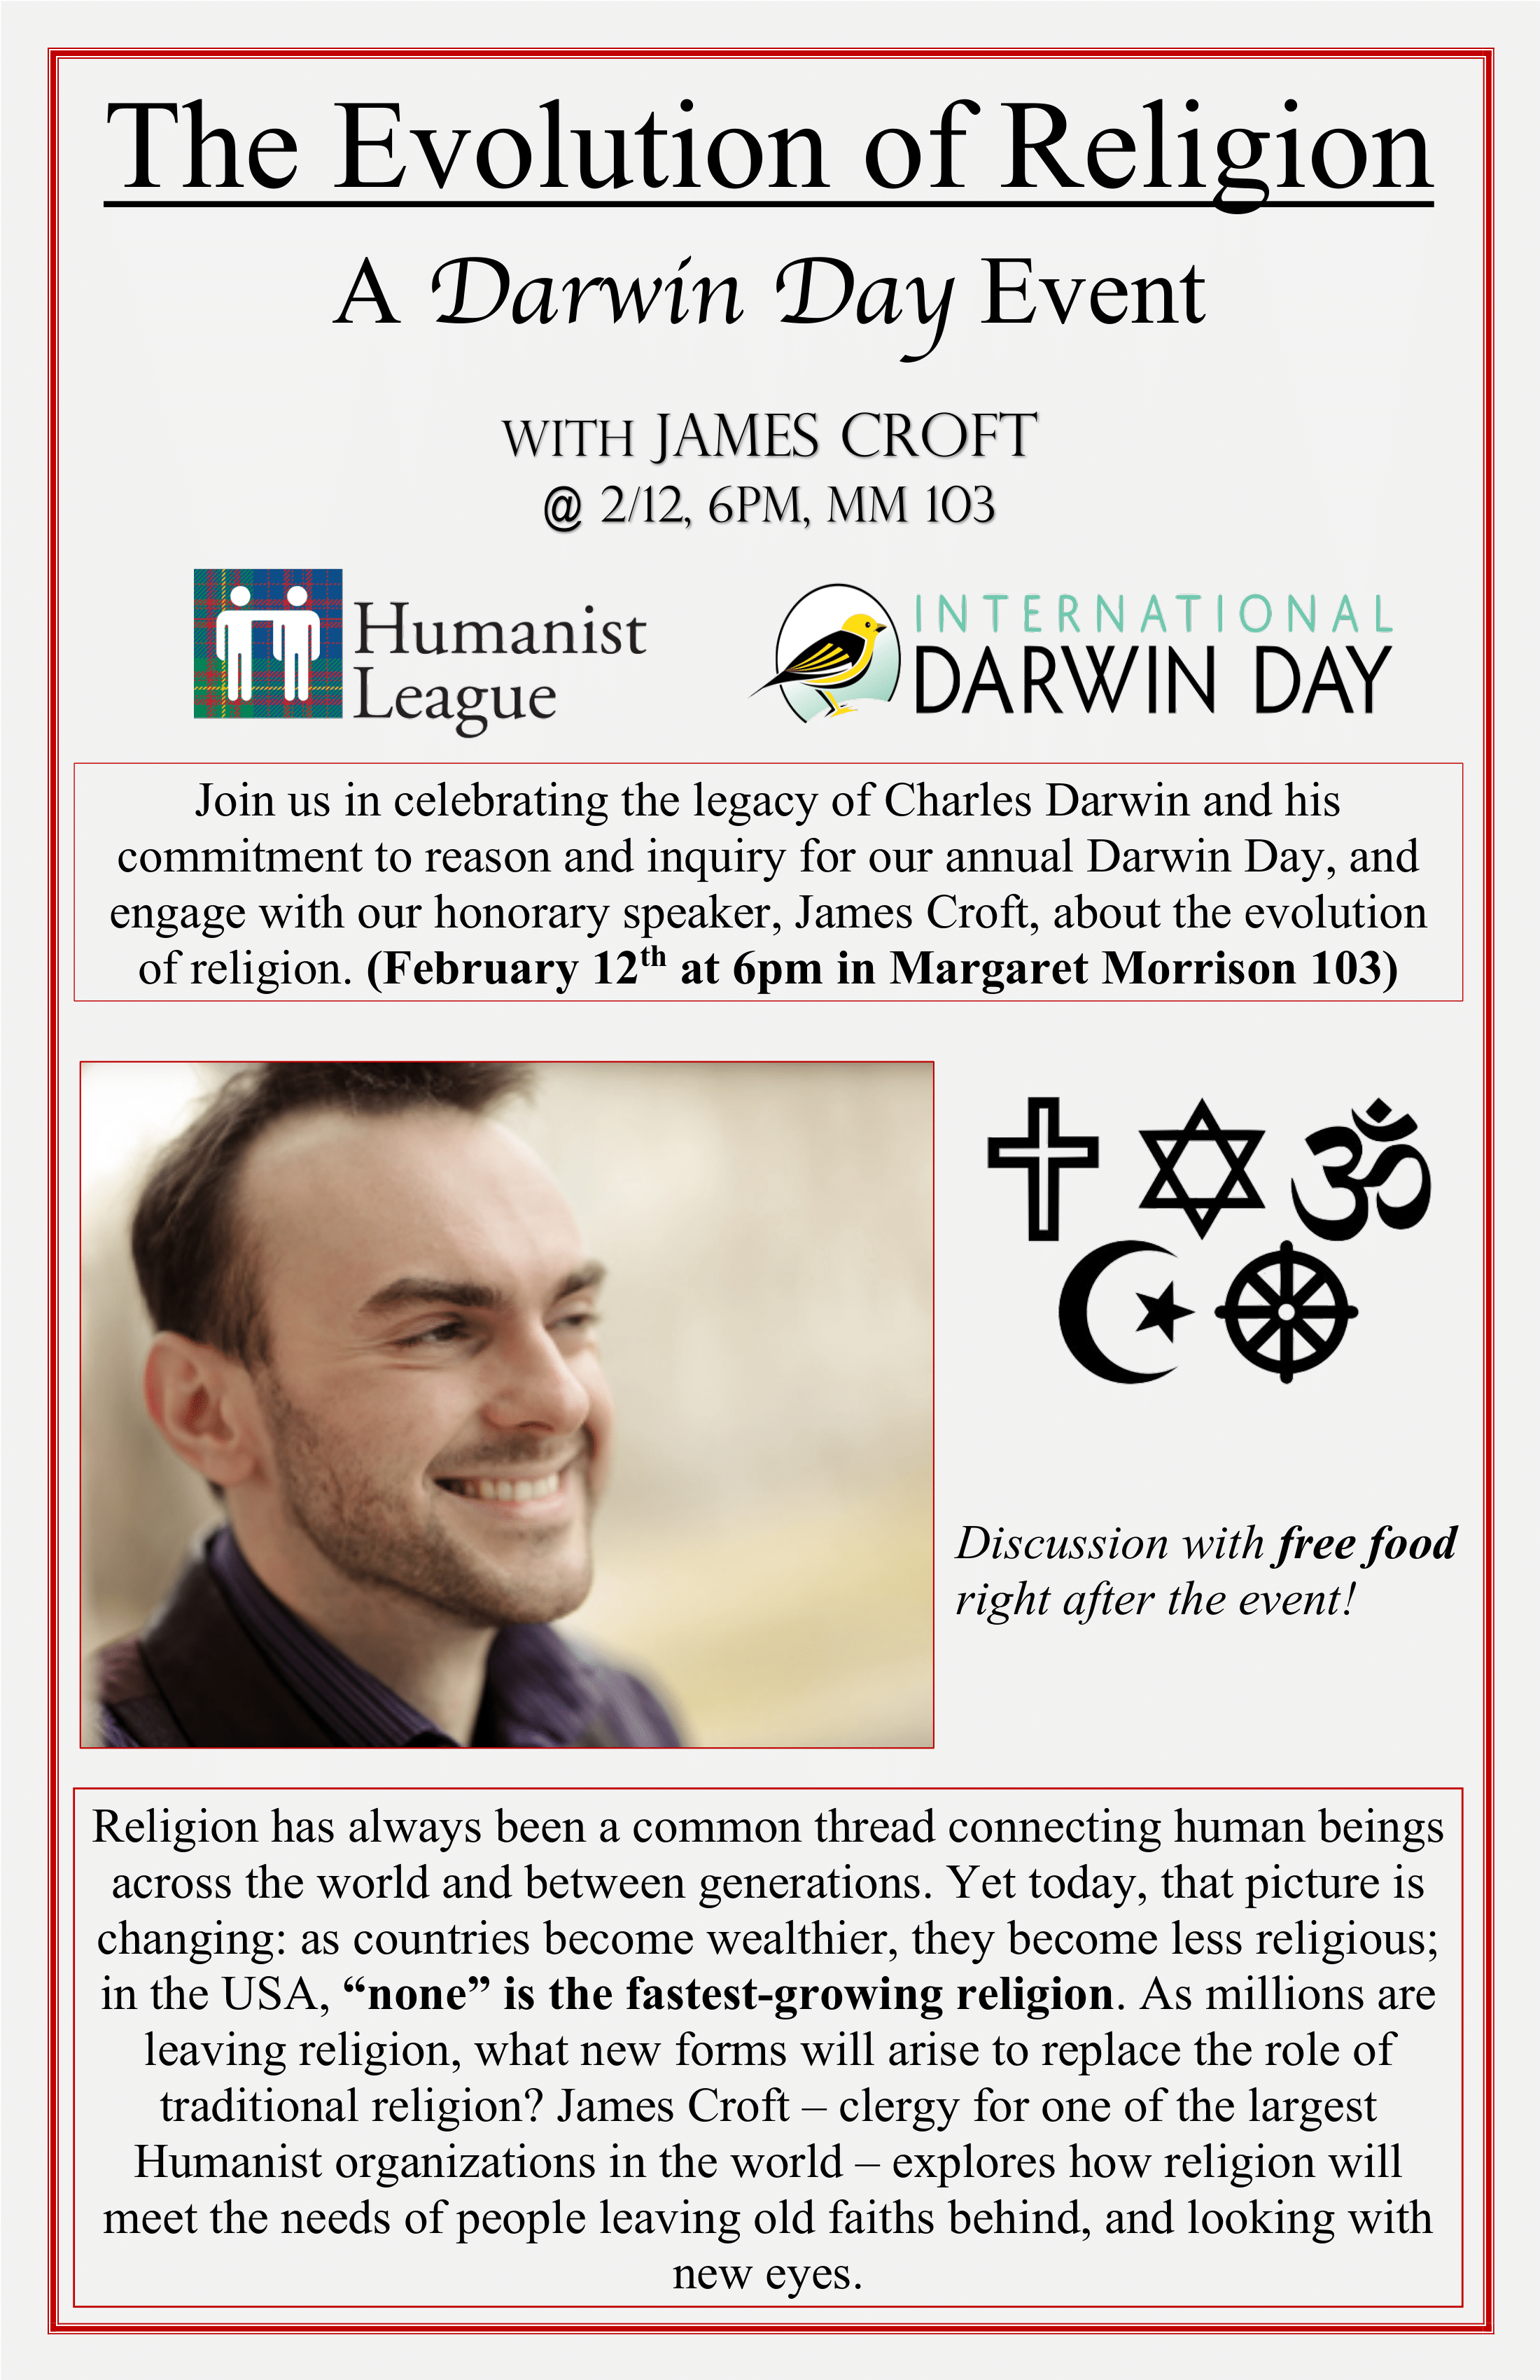 The Evolution of Religion
A Darwin Day Event
WITH JAMES CROFT
@ 2/12, 6PM, MM 103
Humanist
League
INTERNATIONAL
DARWIN DAY
Join us in celebrating the legacy of Charles Darwin and his
commitment to reason and inquiry for our annual Darwin Day, and
engage with our honorary speaker, James Croft, about the evolution
of religion. (February 12th at 6pm in Margaret Morrison 103)
Discussion with free food
right after the event!
Religion has always been a common thread connecting human beings
across the world and between generations. Yet today, that picture is
changing: as countries become wealthier, they become less religious;
in the USA, “none” is the fastest-growing religion. As millions are
leaving religion, what new forms will arise to replace the role of
traditional religion? James Croft – clergy for one of the largest
Humanist organizations in the world – explores how religion will
meet the needs of people leaving old faiths behind, and looking with
new eyes.